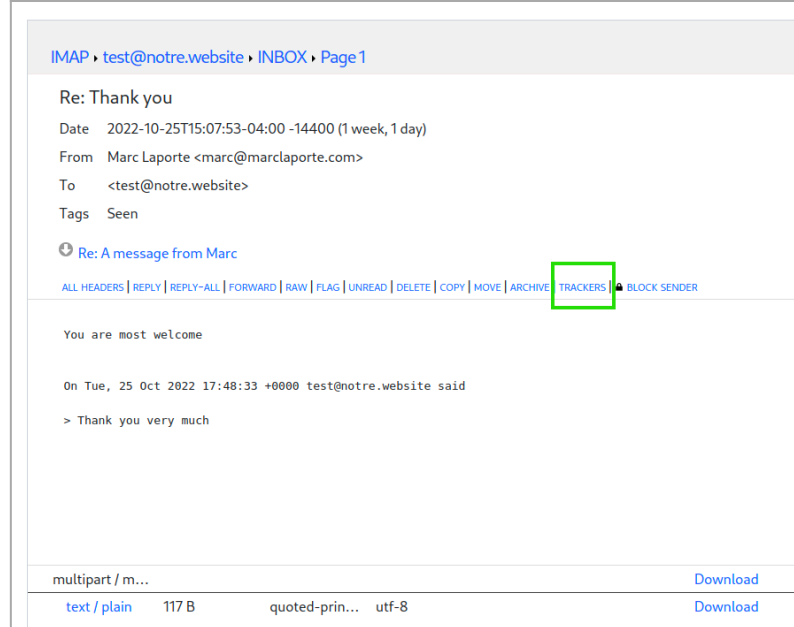 IMAP › test@notre.website › INBOX › Page 1
Re: Thank you
Date 2022-10-25T15:07:53-04:00 -14400 (1 week, 1 day)
From Marc Laporte <marc@marclaporte.com>
To <test@notre.website>
Tags Seen
Re: A message from Marc
ALL HEADERS | REPLY | REPLY-ALL | FORWARD | RAW | FLAG | UNREAD | DELETE | COPY | MOVE | ARCHIVE | TRACKERS | BLOCK SENDER
You are most welcome
On Tue, 25 Oct 2022 17:48:33 +0000 test@notre.website said
> Thank you very much
multipart / m... Download
text / plain 117 B quoted-prin... utf-8 Download